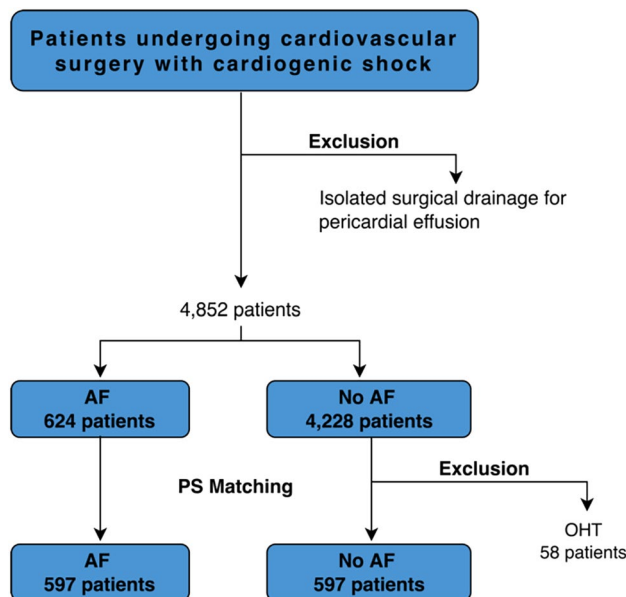 Patients undergoing cardiovascular
surgery with cardiogenic shock
Exclusion
Isolated surgical drainage for
pericardial effusion
4,852 patients
AF
624 patients
No AF
4,228 patients
Exclusion
PS Matching
OHT
58 patients
AF
597 patients
No AF
597 patients